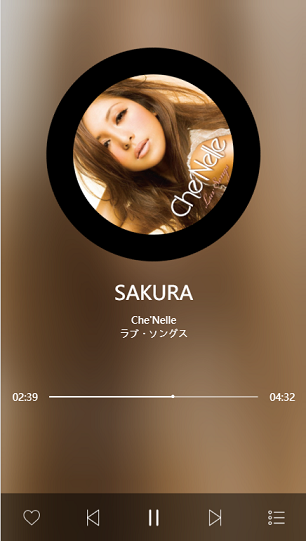 Che'Nelle
Love Songs
SAKURA
Che'Nelle
ラブ・ソングス
02:39
04:32